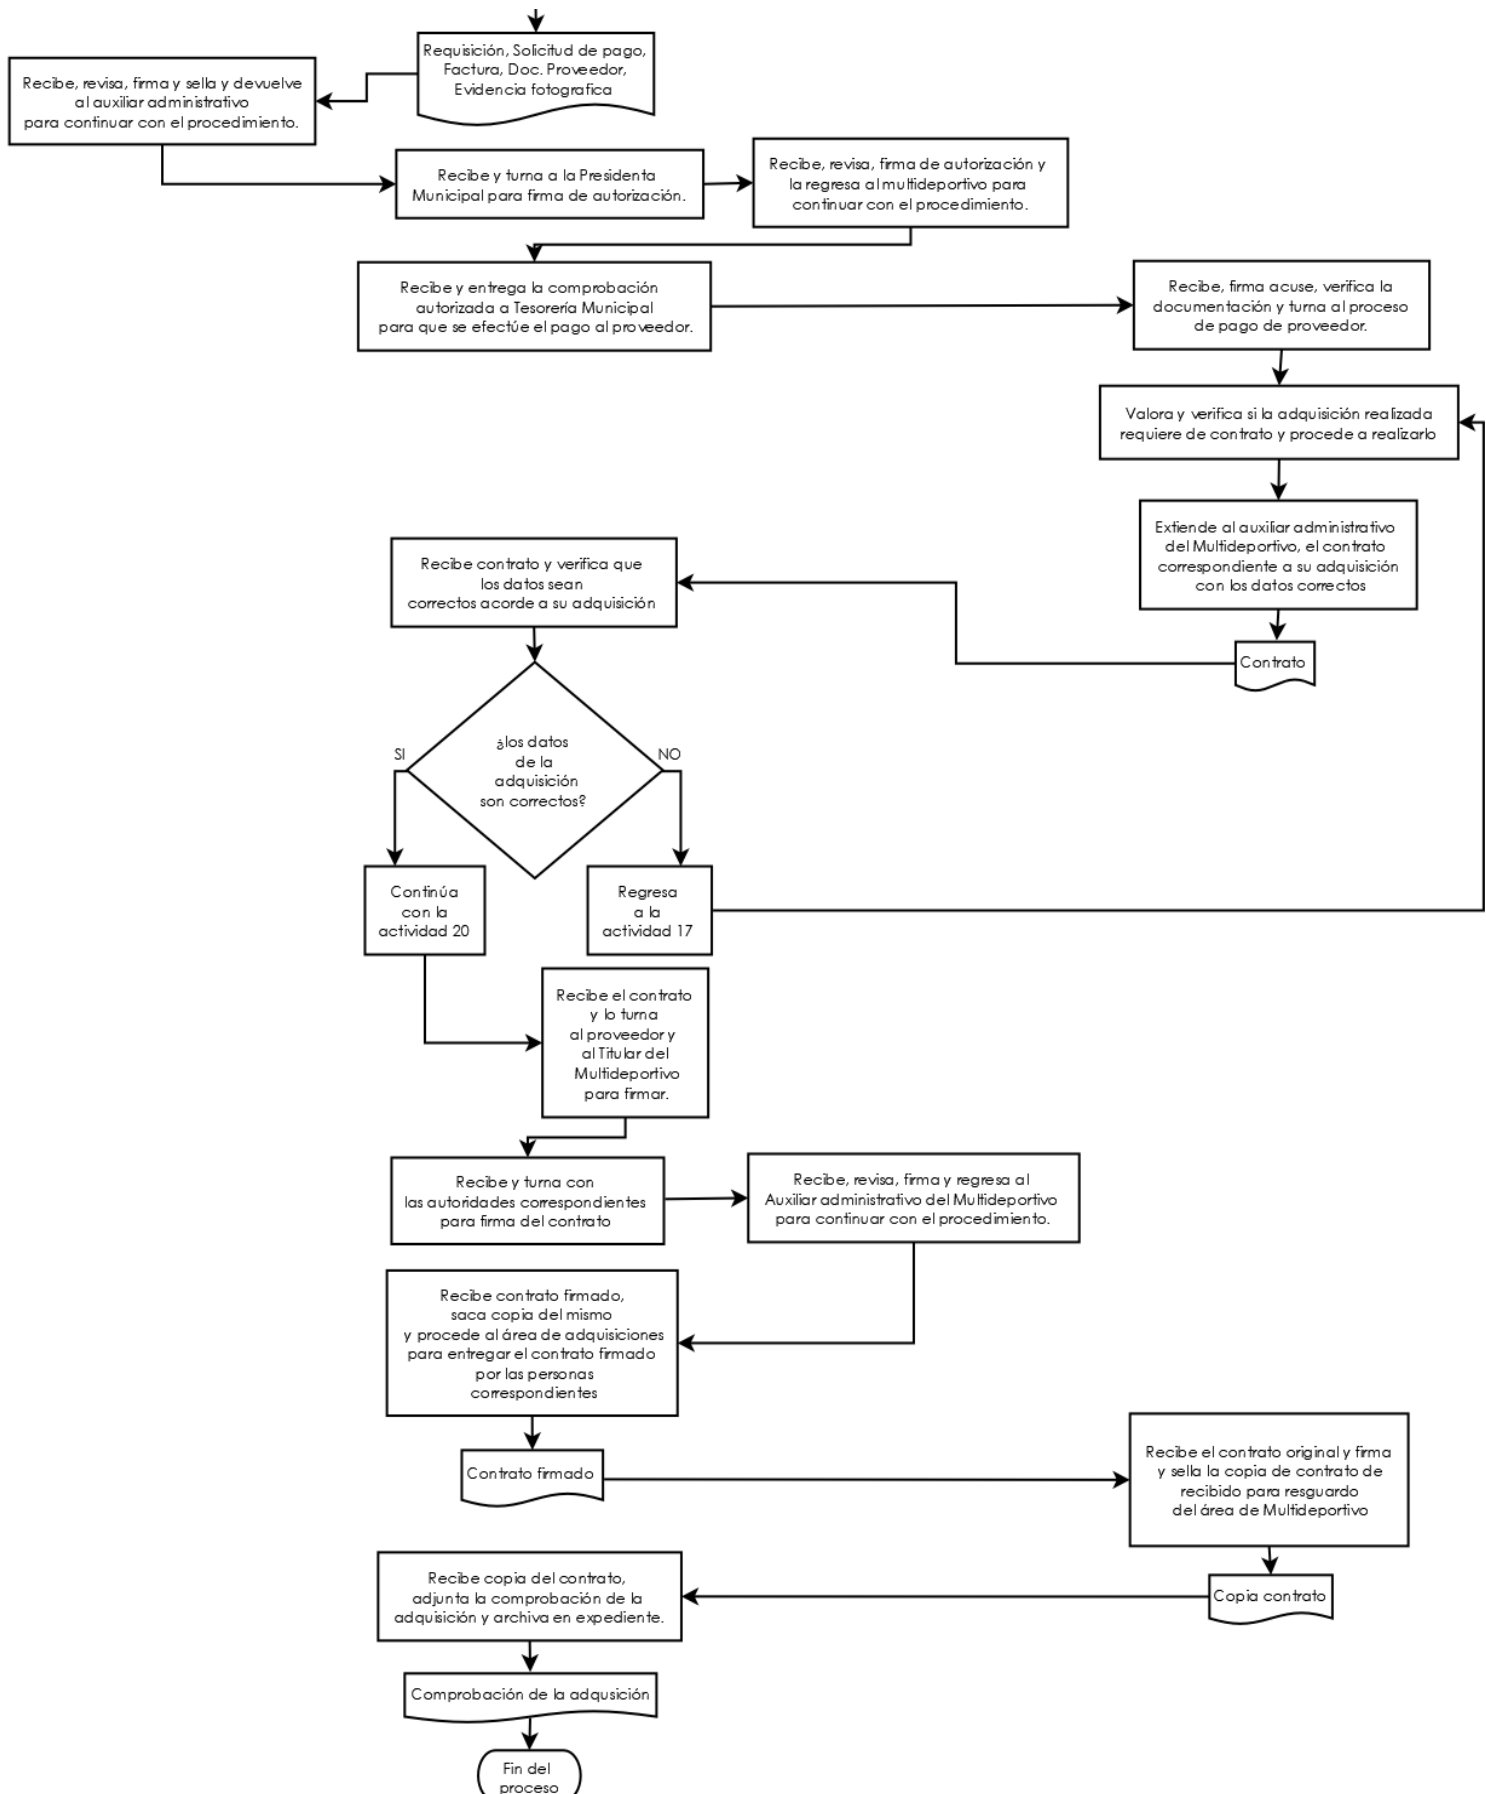 Requisición, Solicitud de pago,
Factura, Doc. Proveedor,
Evidencia fotografica
Recibe, revisa, firma y sella y devuelve
al auxiliar administrativo
para continuar con el procedimiento.
Recibe y turna a la Presidenta
Municipal para firma de autorización.
Recibe, revisa, firma de autorización y
la regresa al multideportivo para
continuar con el procedimiento.
Recibe y entrega la comprobación
autorizada a Tesorería Municipal
para que se efectúe el pago al proveedor.
Recibe, firma acuse, verifica la
documentación y turna al proceso
de pago de proveedor.
Valora y verifica si la adquisición realizada
requiere de contrato y procede a realizarlo
Extiende al auxiliar administrativo
del Multideportivo, el contrato
correspondiente a su adquisición
con los datos correctos
Contrato
Recibe contrato y verifica que
los datos sean
correctos acorde a su adquisición
¿los datos
de la
adquisición
son correctos?
SI
NO
Continúa
con la
actividad 20
Regresa
a la
actividad 17
Recibe el contrato
y lo turna
al proveedor y
al Titular del
Multideportivo
para firmar.
Recibe y turna con
las autoridades correspondientes
para firma del contrato
Recibe, revisa, firma y regresa al
Auxiliar administrativo del Multideportivo
para continuar con el procedimiento.
Recibe contrato firmado,
saca copia del mismo
y procede al área de adquisiciones
para entregar el contrato firmado
por las personas
correspondientes
Contrato firmado
Recibe el contrato original y firma
y sella la copia de contrato de
recibido para resguardo
del área de Multideportivo
Copia contrato
Recibe copia del contrato,
adjunta la comprobación de la
adquisición y archiva en expediente.
Comprobación de la adqusición
Fin del
proceso